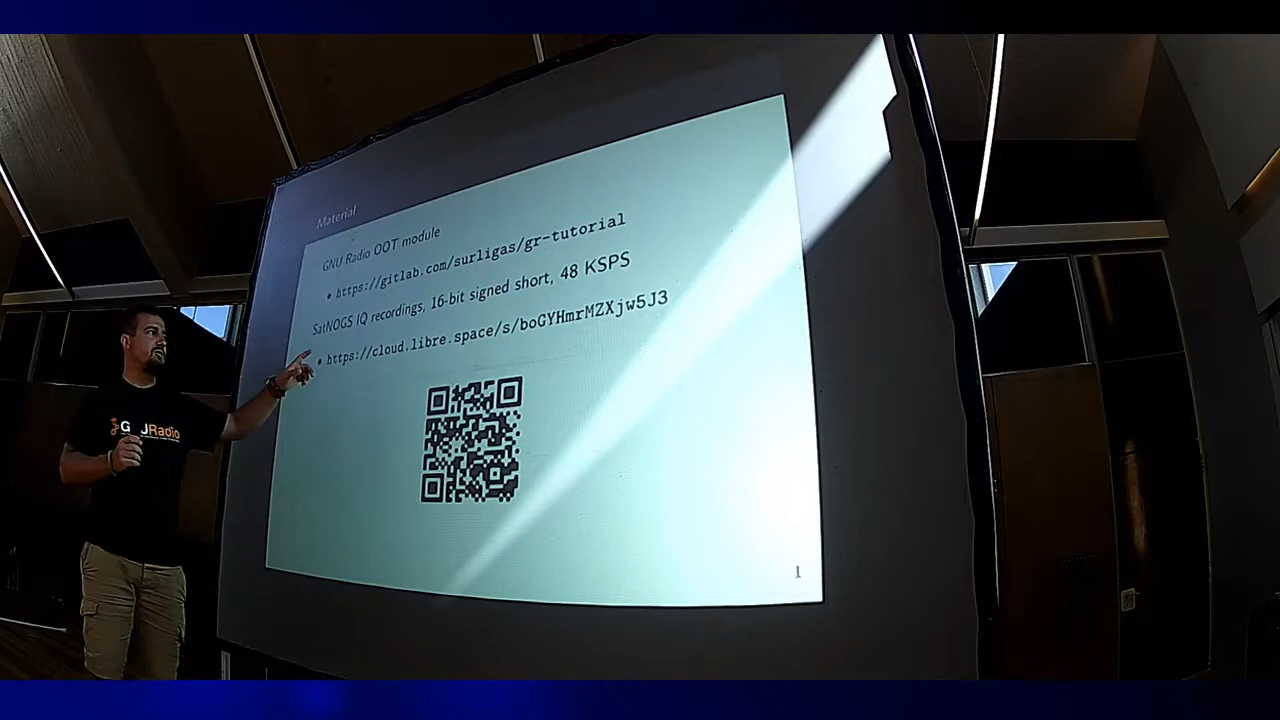 Material
GNU Radio OOT module
• https://gitlab.com/surligas/gr-tutorial
SatNOGS IQ recordings, 16-bit signed short, 48 KSPS
• https://cloud.libre.space/s/boGYHmrMZXjw5J3
1
Radio